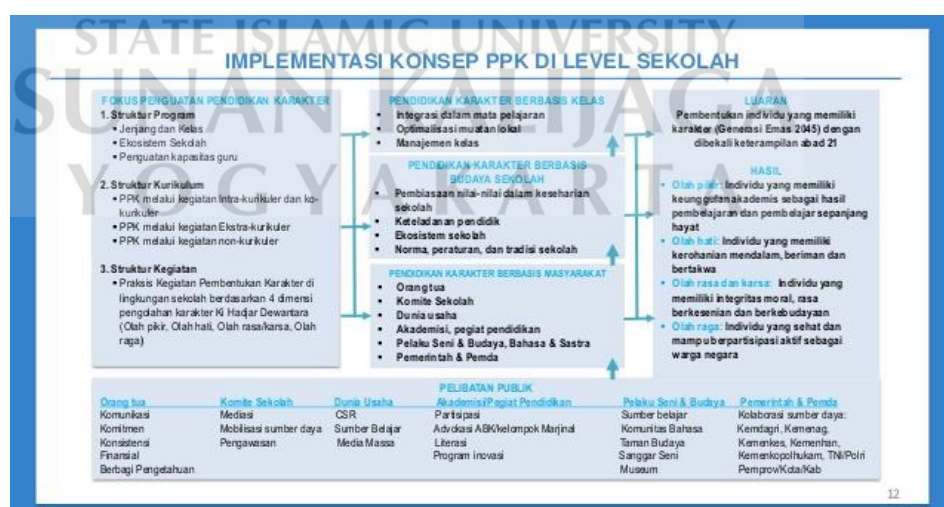 STATE ISLAMIC UNIVERSITY
SUNAN KALIJAGA
YOGYAKARTA
IMPLEMENTASI KONSEP PPK DI LEVEL SEKOLAH
FOKUS PENGUATAN PENDIDIKAN KARAKTER
1. Struktur Program
• Jenjang dan Kelas
• Ekosistem Sekolah
• Penguatan kapasitas guru
2. Struktur Kurikulum
• PPK melalui kegiatan Intra-kurikuler dan ko-
kurikuler
• PPK melalui kegiatan Ekstra-kurikuler
• PPK melalui kegiatan non-kurikuler
3. Struktur Kegiatan
• Praksis Kegiatan Pembentukan Karakter di
lingkungan sekolah berdasarkan 4 dimensi
pengolahan karakter Ki Hadjar Dewantara
(Olah pikir, Olah hati, Olah rasa/karsa, Olah
raga)
PENDIDIKAN KARAKTER BERBASIS KELAS
• Integrasi dalam mata pelajaran
• Optimalisasi muatan lokal
• Manajemen kelas
PENDIDIKAN KARAKTER BERBASIS
BUDAYA SEKOLAH
• Pembiasaan nilai-nilai dalam keseharian
sekolah
• Keteladanan pendidik
• Ekosistem sekolah
• Norma, peraturan, dan tradisi sekolah
PENDIDIKAN KARAKTER BERBASIS MASYARAKAT
• Orang tua
• Komite Sekolah
• Dunia usaha
• Akademisi, pegiat pendidikan
• Pelaku Seni & Budaya, Bahasa & Sastra
• Pemerintah & Pemda
LUARAN
Pembentukan individu yang memiliki
karakter (Generasi Emas 2045) dengan
dibekali keterampilan abad 21
HASIL
• Olah pikir: Individu yang memiliki
keunggulan akademis sebagai hasil
pembelajaran dan pembelajar sepanjang
hayat
• Olah hati: Individu yang memiliki
kerohanian mendalam, beriman dan
bertakwa
• Olah rasa dan karsa: Individu yang
memiliki integritas moral, rasa
berkesenian dan berkebudayaan
• Olah raga: Individu yang sehat dan
mampu berpartisipasi aktif sebagai
warga negara
PELIBATAN PUBLIK
Orang tua
Komunikasi
Komitmen
Konsistensi
Finansial
Berbagi Pengetahuan
Komite Sekolah
Mediasi
Mobilisasi sumber daya
Pengawasan
Dunia Usaha
CSR
Sumber Belajar
Media Massa
Akademisi/Pegiat Pendidikan
Partisipasi
Advokasi ABK/kelompok Marjinal
Literasi
Program inovasi
Pelaku Seni & Budaya
Sumber belajar
Komunitas Bahasa
Taman Budaya
Sanggar Seni
Museum
Pemerintah & Pemda
Kolaborasi sumber daya:
Kemdagri, Kemenag,
Kemenkes, Kemenhan,
Kemenkopolhukam, TNI/Polri
Pemprov/Kota/Kab
12